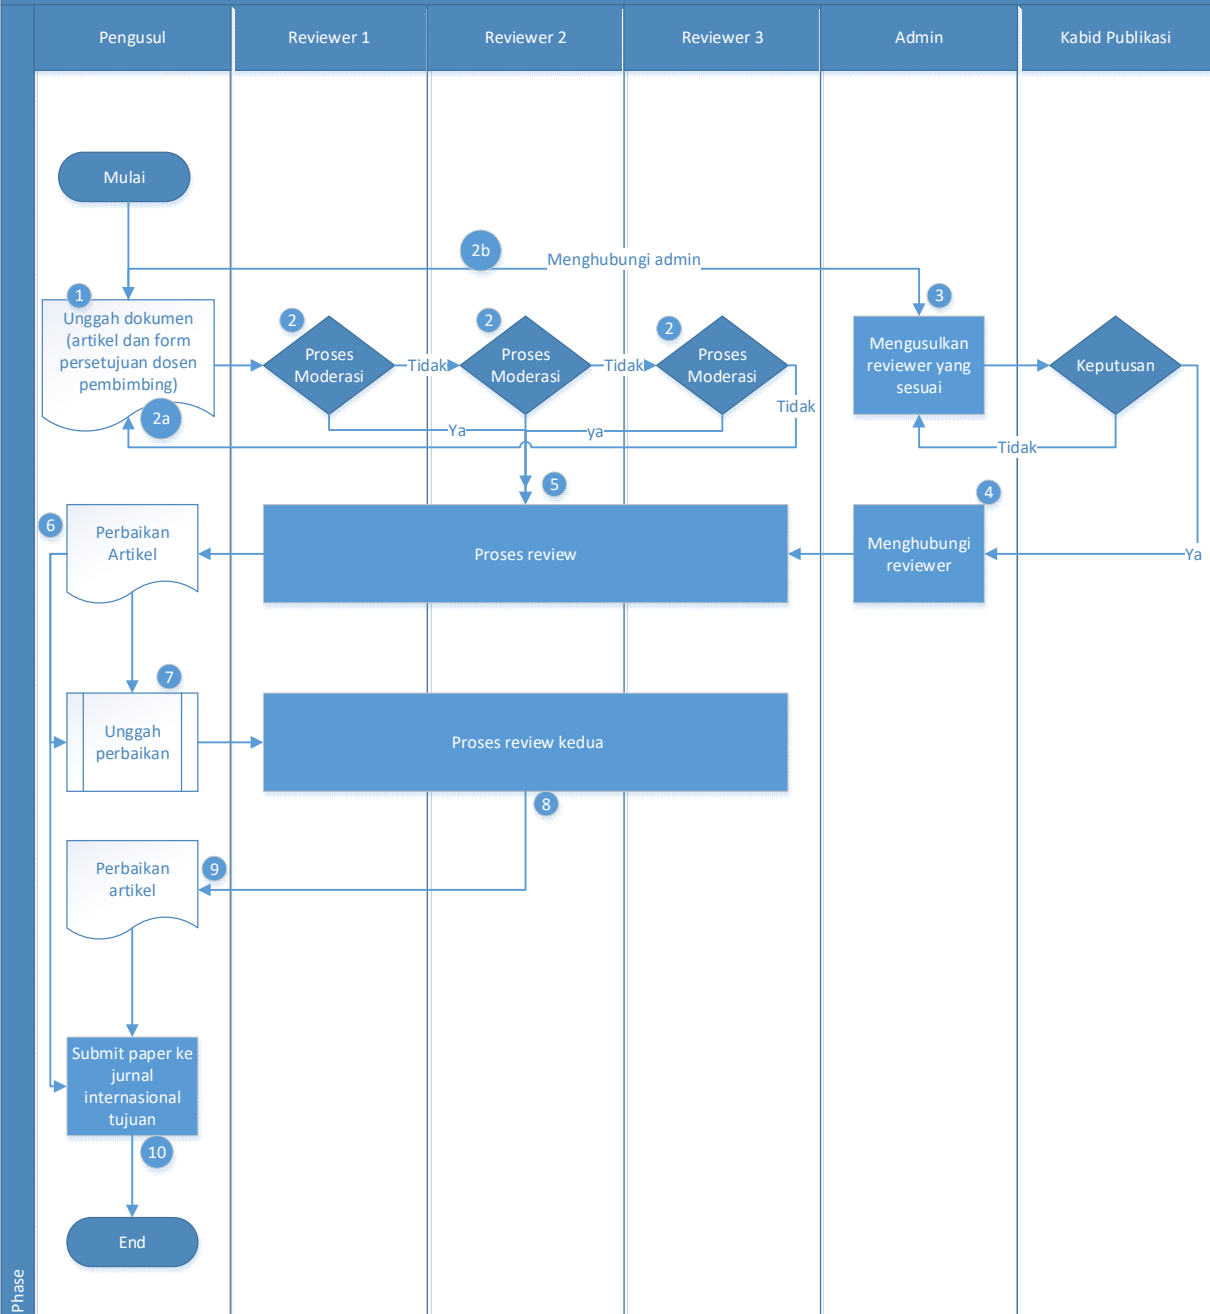 Pengusul
Reviewer 1
Reviewer 2
Reviewer 3
Admin
Kabid Publikasi
Mulai
2b
Menghubungi admin
1
Unggah dokumen
(artikel dan form
persetujuan dosen
pembimbing)
2a
2
Proses
Moderasi
Tidak
2
Proses
Moderasi
Tidak
2
Proses
Moderasi
Tidak
Ya
ya
3
Mengusulkan
reviewer yang
sesuai
Keputusan
Tidak
Ya
4
Menghubungi
reviewer
5
Proses review
6
Perbaikan
Artikel
7
Unggah
perbaikan
Proses review kedua
8
9
Perbaikan
artikel
Submit paper ke
jurnal
internasional
tujuan
10
End
Phase